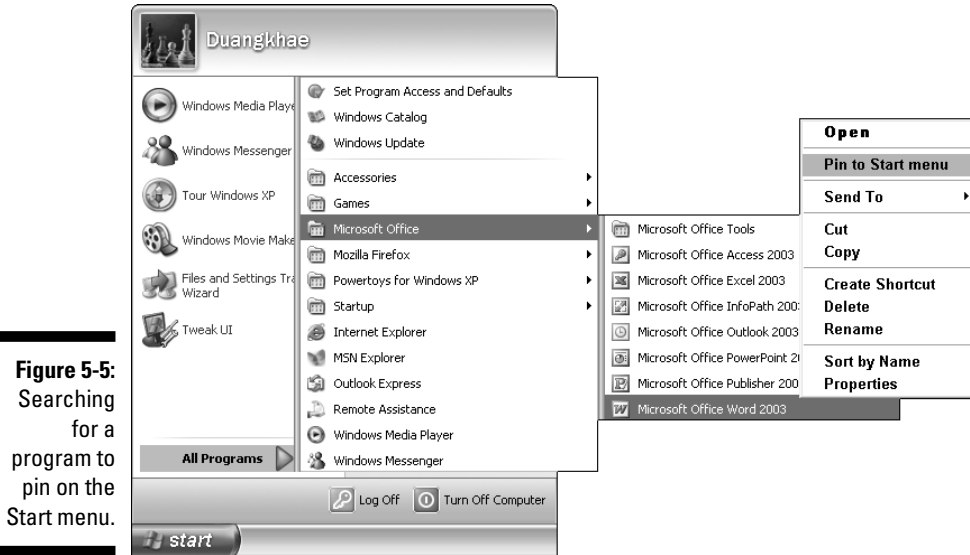 Duangkhae
Windows Media Playe
Windows Messenger
Tour Windows XP
Windows Movie Make
Files and Settings Tra
Wizard
Tweak UI
All Programs
Set Program Access and Defaults
Windows Catalog
Windows Update
Accessories
Games
Microsoft Office
Mozilla Firefox
Powertoys for Windows XP
Startup
Internet Explorer
MSN Explorer
Outlook Express
Remote Assistance
Windows Media Player
Windows Messenger
Microsoft Office Tools
Microsoft Office Access 2003
Microsoft Office Excel 2003
Microsoft Office InfoPath 200
Microsoft Office Outlook 2003
Microsoft Office PowerPoint 2
Microsoft Office Publisher 200
Microsoft Office Word 2003
Open
Pin to Start menu
Send To
Cut
Copy
Create Shortcut
Delete
Rename
Sort by Name
Properties
Log Off
Turn Off Computer
start
Figure 5-5:
Searching
for a
program to
pin on the
Start menu.